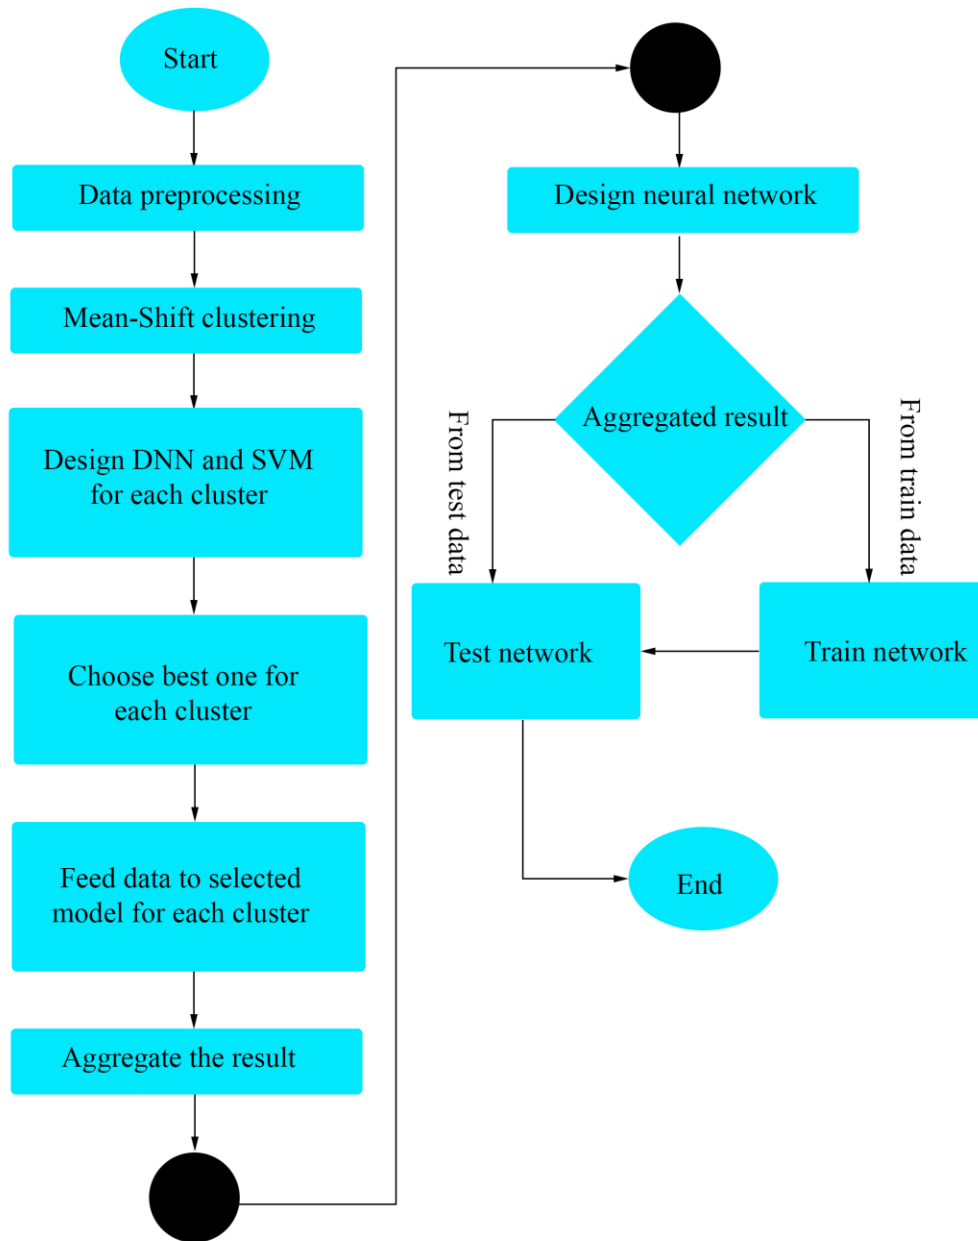 Start
Data preprocessing
Mean-Shift clustering
Design DNN and SVM
for each cluster
Choose best one for
each cluster
Feed data to selected
model for each cluster
Aggregate the result
Design neural network
Aggregated result
From test data
From train data
Test network
Train network
End